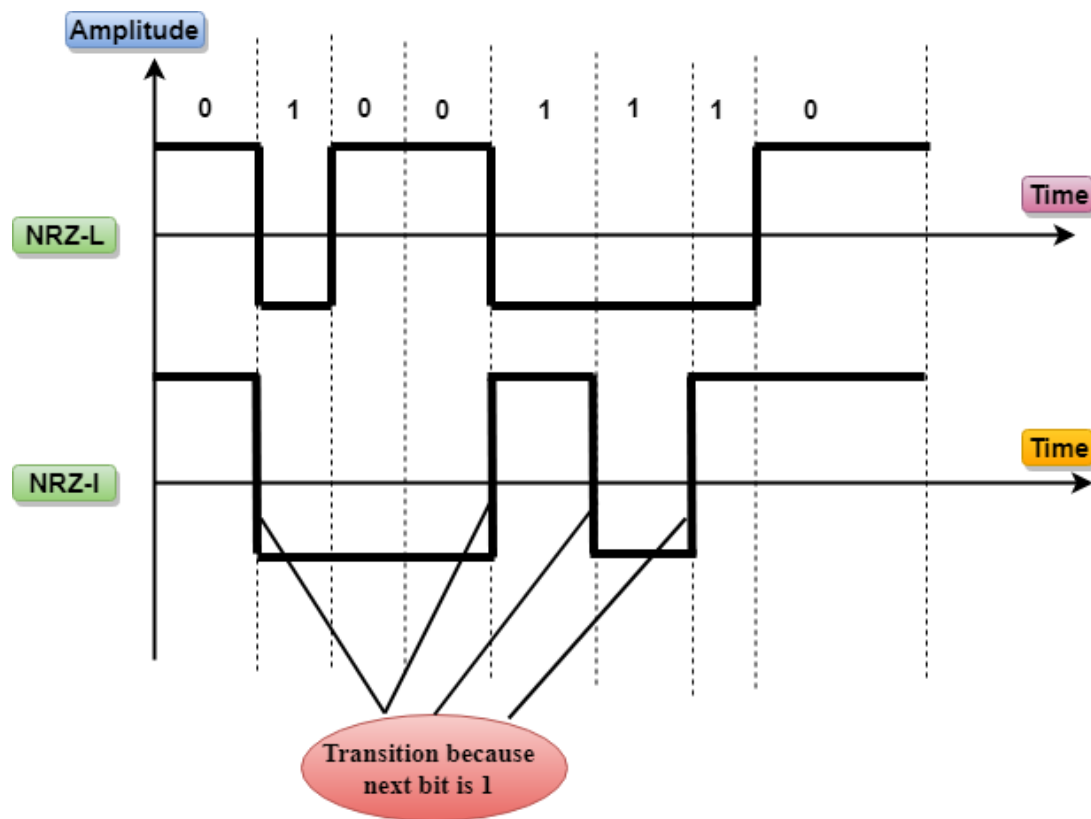 Amplitude
0 1 0 0 1 1 1 0
Time
NRZ-L
Time
NRZ-I
Transition because
next bit is 1